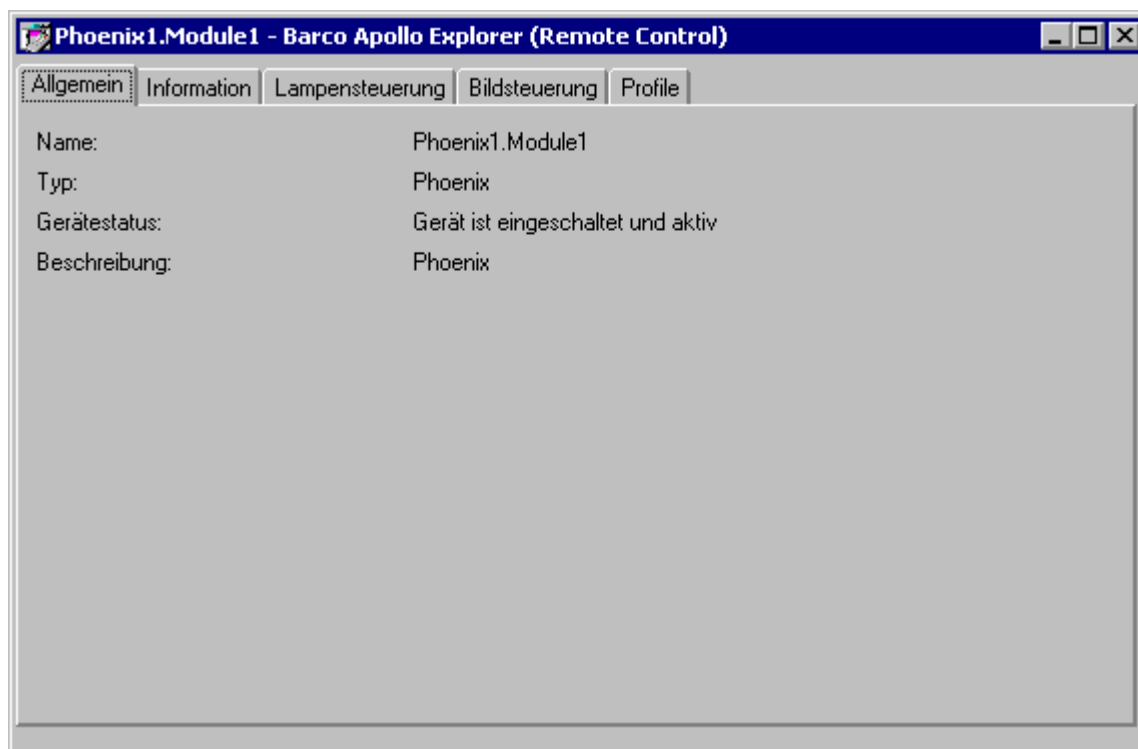 Phoenix1.Module1 - Barco Apollo Explorer (Remote Control)
Allgemein Information Lampensteuerung Bildsteuerung Profile
Name: Phoenix1.Module1
Typ: Phoenix
Gerätestatus: Gerät ist eingeschaltet und aktiv
Beschreibung: Phoenix